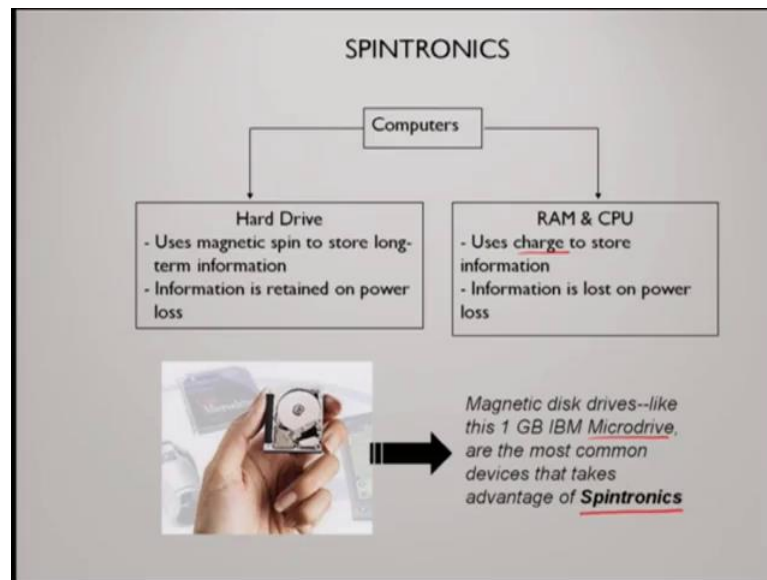 SPINTRONICS
Computers
Hard Drive
- Uses magnetic spin to store long-
term information
- Information is retained on power
loss
RAM & CPU
- Uses charge to store
information
- Information is lost on power
loss
Magnetic disk drives--like
this 1 GB IBM Microdrive,
are the most common
devices that takes
advantage of Spintronics